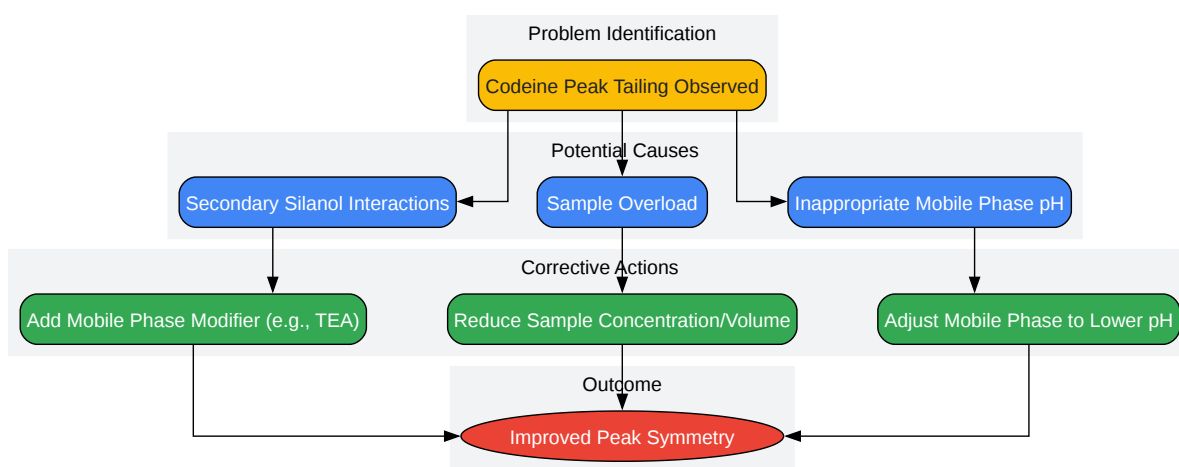 Problem Identification
Codeine Peak Tailing Observed
Potential Causes
Secondary Silanol Interactions
Sample Overload
Inappropriate Mobile Phase pH
Corrective Actions
Add Mobile Phase Modifier (e.g., TEA)
Reduce Sample Concentration/Volume
Adjust Mobile Phase to Lower pH
Outcome
Improved Peak Symmetry